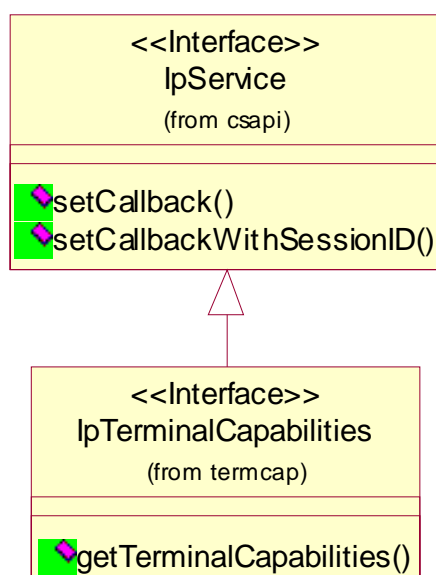 <<Interface>>
IpService
(from csapi)
setCallback()
setCallbackWithSessionID()
<<Interface>>
IpTerminalCapabilities
(from termcap)
getTerminalCapabilities()